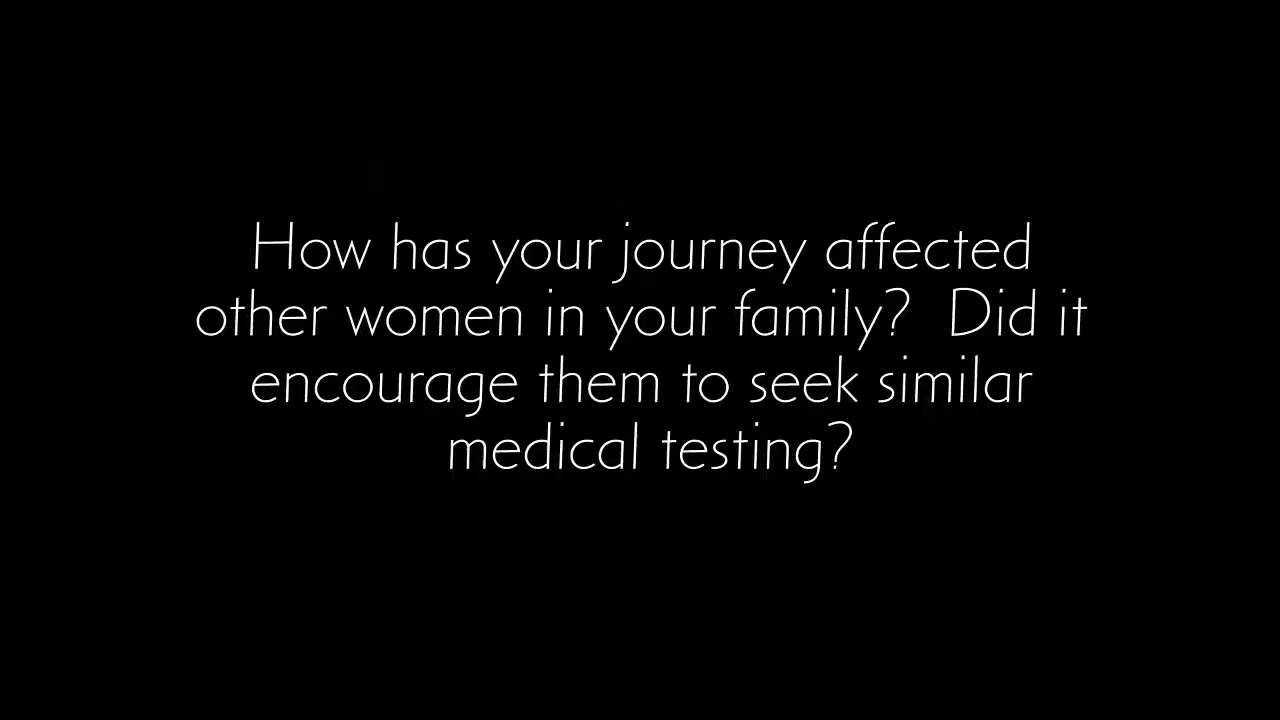 How has your journey affected
other women in your family?  Did it
encourage them to seek similar
medical testing?